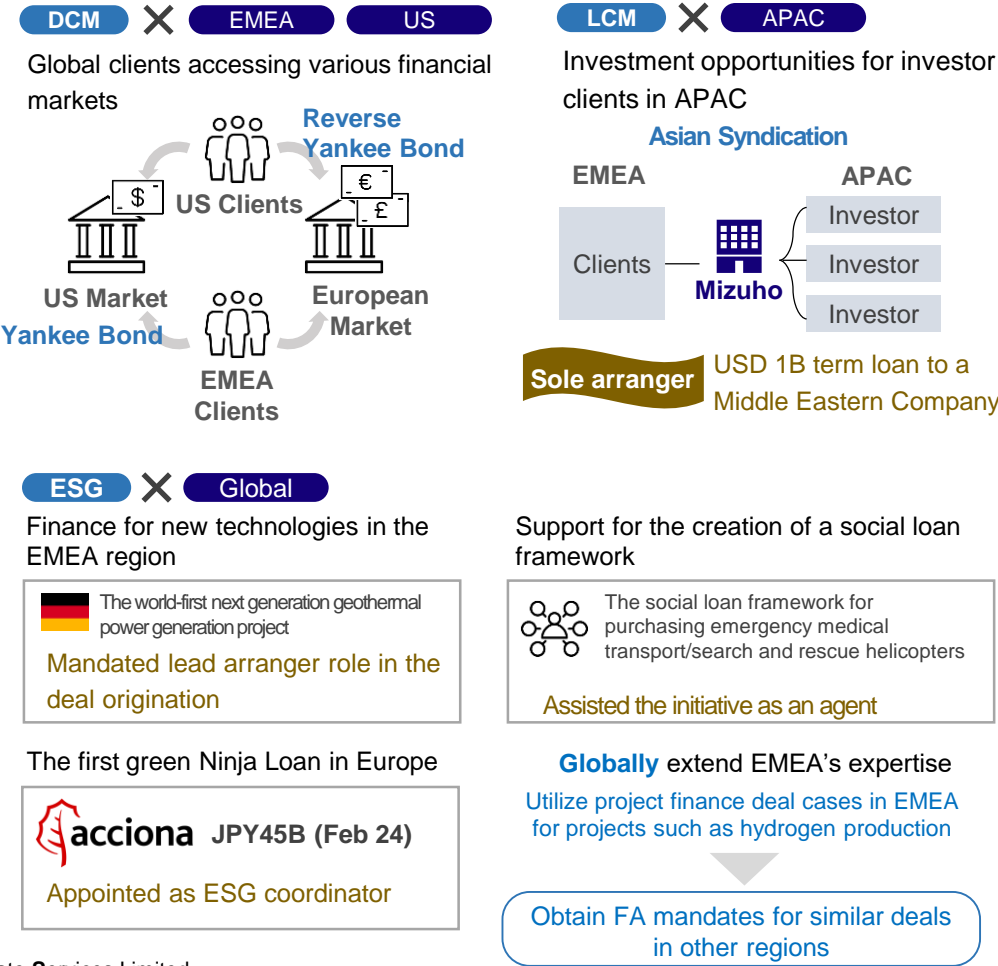 DCM
EMEA
US
Global clients accessing various financial
markets
Reverse
Yankee Bond
$
US Clients
€
£
US Market
Yankee Bond
European
Market
EMEA
Clients
LCM
APAC
Investment opportunities for investor
clients in APAC
Asian Syndication
EMEA
APAC
Clients
Mizuho
Investor
Investor
Investor
Sole arranger
USD 1B term loan to a
Middle Eastern Company
ESG
Global
Finance for new technologies in the
EMEA region
The world-first next generation geothermal
power generation project
Mandated lead arranger role in the
deal origination
Support for the creation of a social loan
framework
The social loan framework for
purchasing emergency medical
transport/search and rescue helicopters
Assisted the initiative as an agent
The first green Ninja Loan in Europe
acciona JPY45B (Feb 24)
Appointed as ESG coordinator
Globally extend EMEA's expertise
Utilize project finance deal cases in EMEA
for projects such as hydrogen production
Obtain FA mandates for similar deals
in other regions
Services Limited